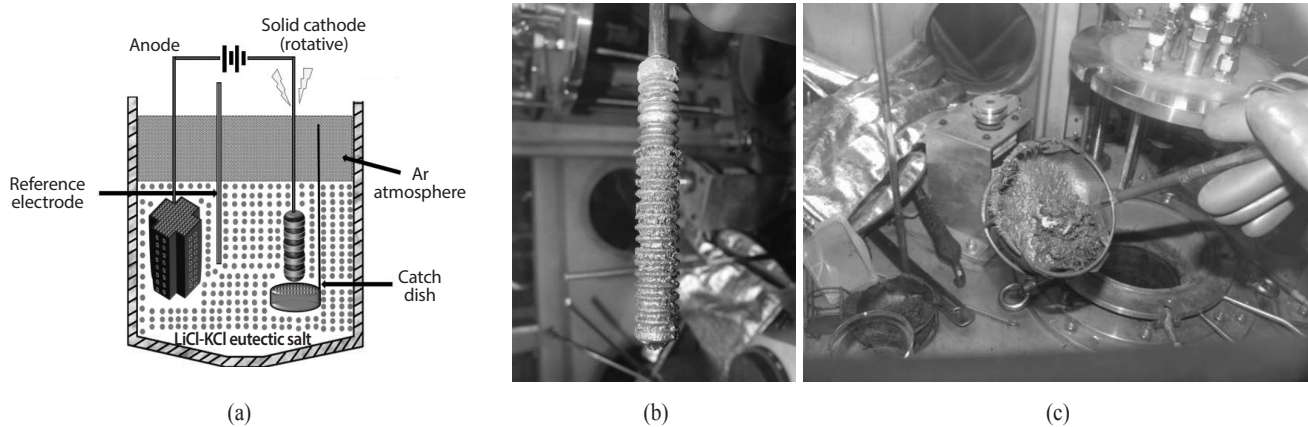 Anode
Solid cathode
(rotative)
Reference
electrode
Ar
atmosphere
Catch
dish
LiCl-KCl eutectic salt
(a)
(b)
(c)